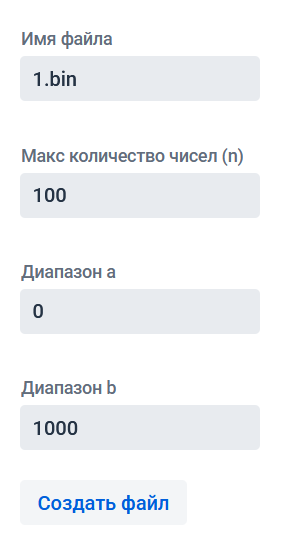 Имя файла
1.bin
Макс количество чисел (n)
100
Диапазон a
0
Диапазон b
1000
Создать файл